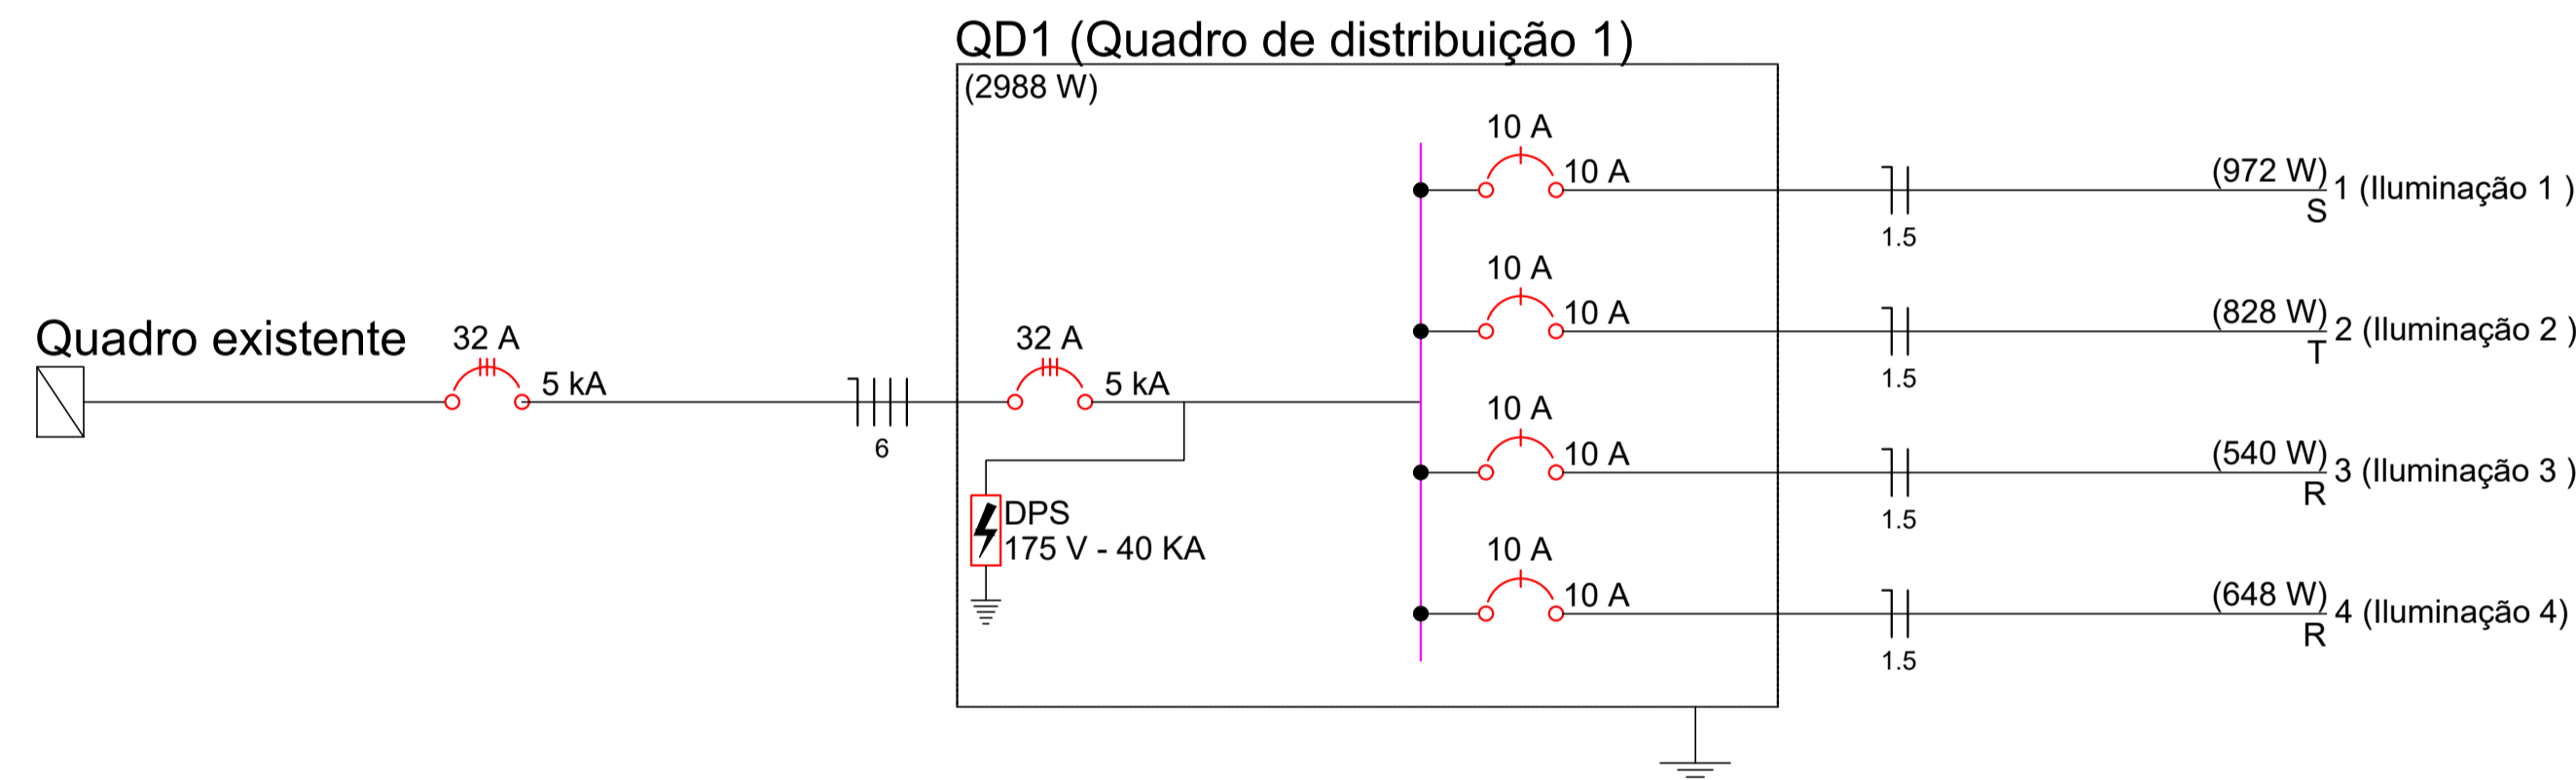 QD1 (Quadro de distribuição 1)
(2988 W)
Quadro existente
32 A
5 kA
6
32 A
5 kA
DPS
175 V - 40 KA
10 A
10 A
1.5
(972 W)
S
1 (Iluminação 1 )
10 A
10 A
1.5
(828 W)
T
2 (Iluminação 2 )
10 A
10 A
1.5
(540 W)
R
3 (Iluminação 3 )
10 A
10 A
1.5
(648 W)
R
4 (Iluminação 4)